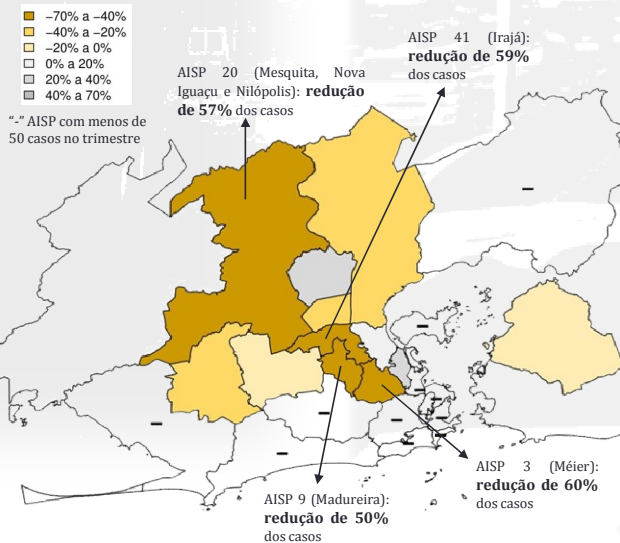 −70% a −40%
−40% a −20%
−20% a 0%
0% a 20%
20% a 40%
40% a 70%
“-” AISP com menos de
50 casos no trimestre
AISP 20 (Mesquita, Nova
Iguaçu e Nilópolis): redução
de 57% dos casos
AISP 41 (Irajá):
redução de 59%
dos casos
AISP 9 (Madureira):
redução de 50%
dos casos
AISP 3 (Méier):
redução de 60%
dos casos